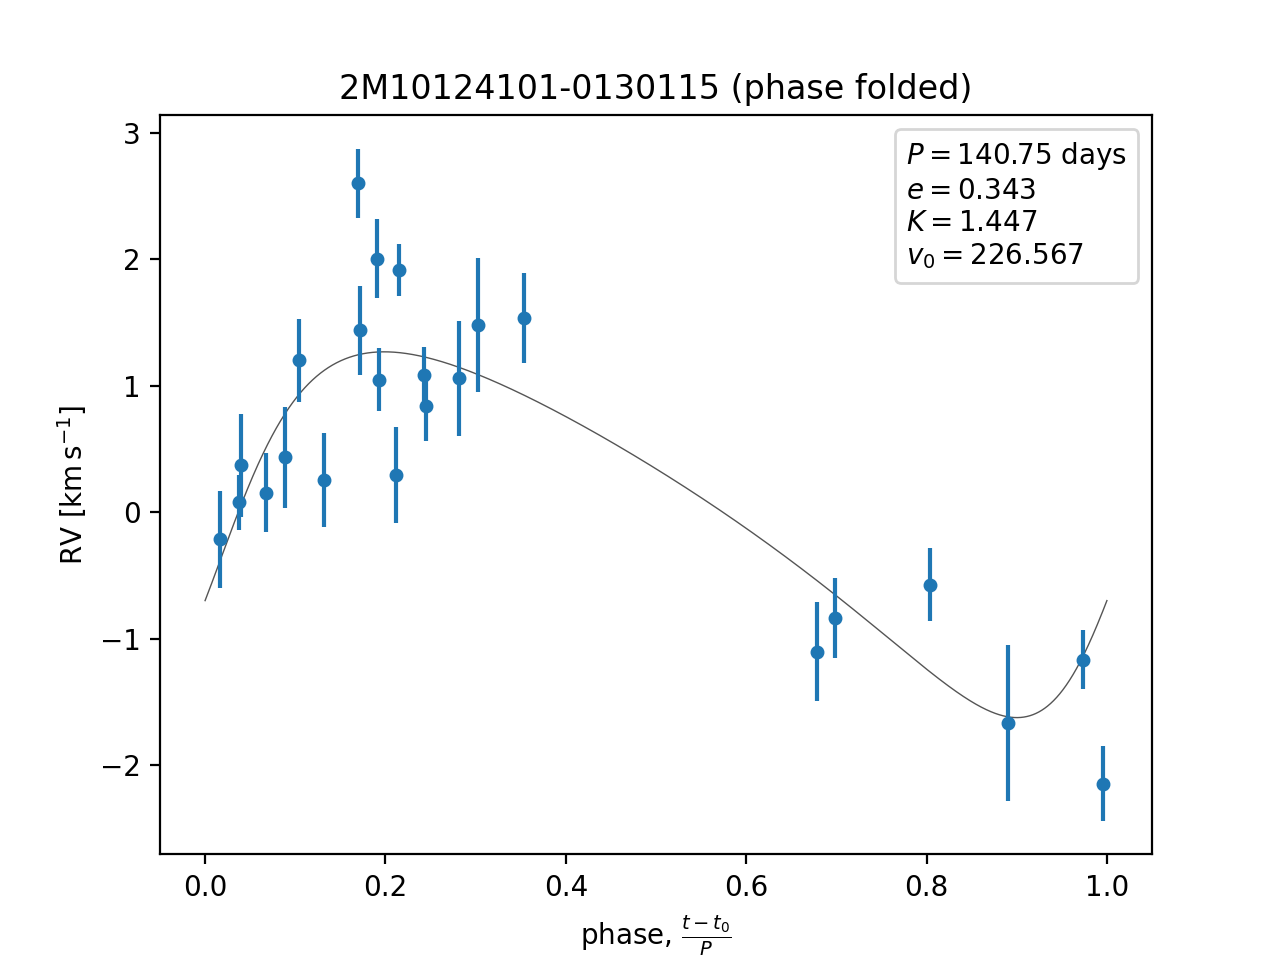 2M10124101-0130115 (phase folded)
P = 140.75 days
e = 0.343
K = 1.447
v₀ = 226.567
3
2
1
0
−1
−2
RV [km s⁻¹]
0.0 0.2 0.4 0.6 0.8 1.0
phase, (t − t₀)/P